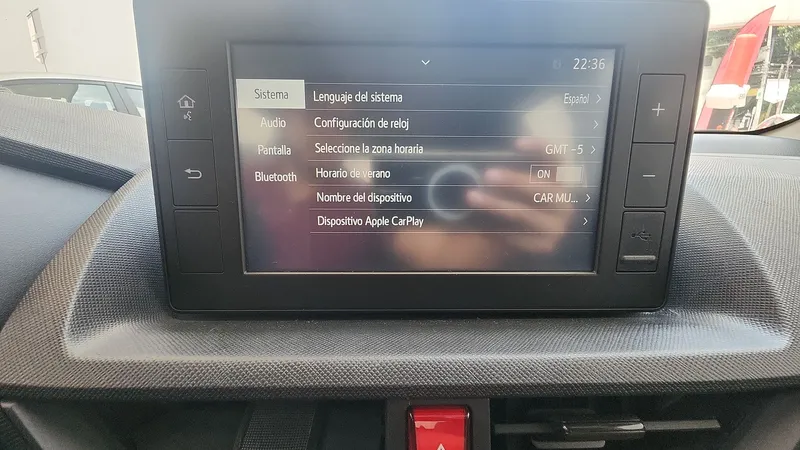 22:36
Sistema
Lenguaje del sistema Español
Audio
Configuración de reloj
Pantalla
Seleccione la zona horaria GMT -5
Bluetooth
Horario de verano ON
Nombre del dispositivo CAR MU...
Dispositivo Apple CarPlay
+
−